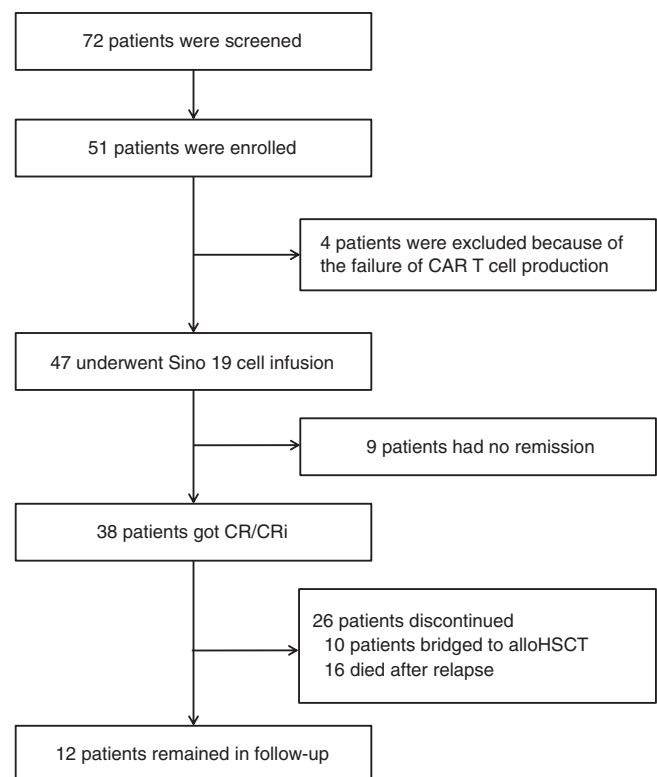 72 patients were screened
51 patients were enrolled
4 patients were excluded because of
the failure of CAR T cell production
47 underwent Sino 19 cell infusion
9 patients had no remission
38 patients got CR/CRi
26 patients discontinued
10 patients bridged to alloHSCT
16 died after relapse
12 patients remained in follow-up